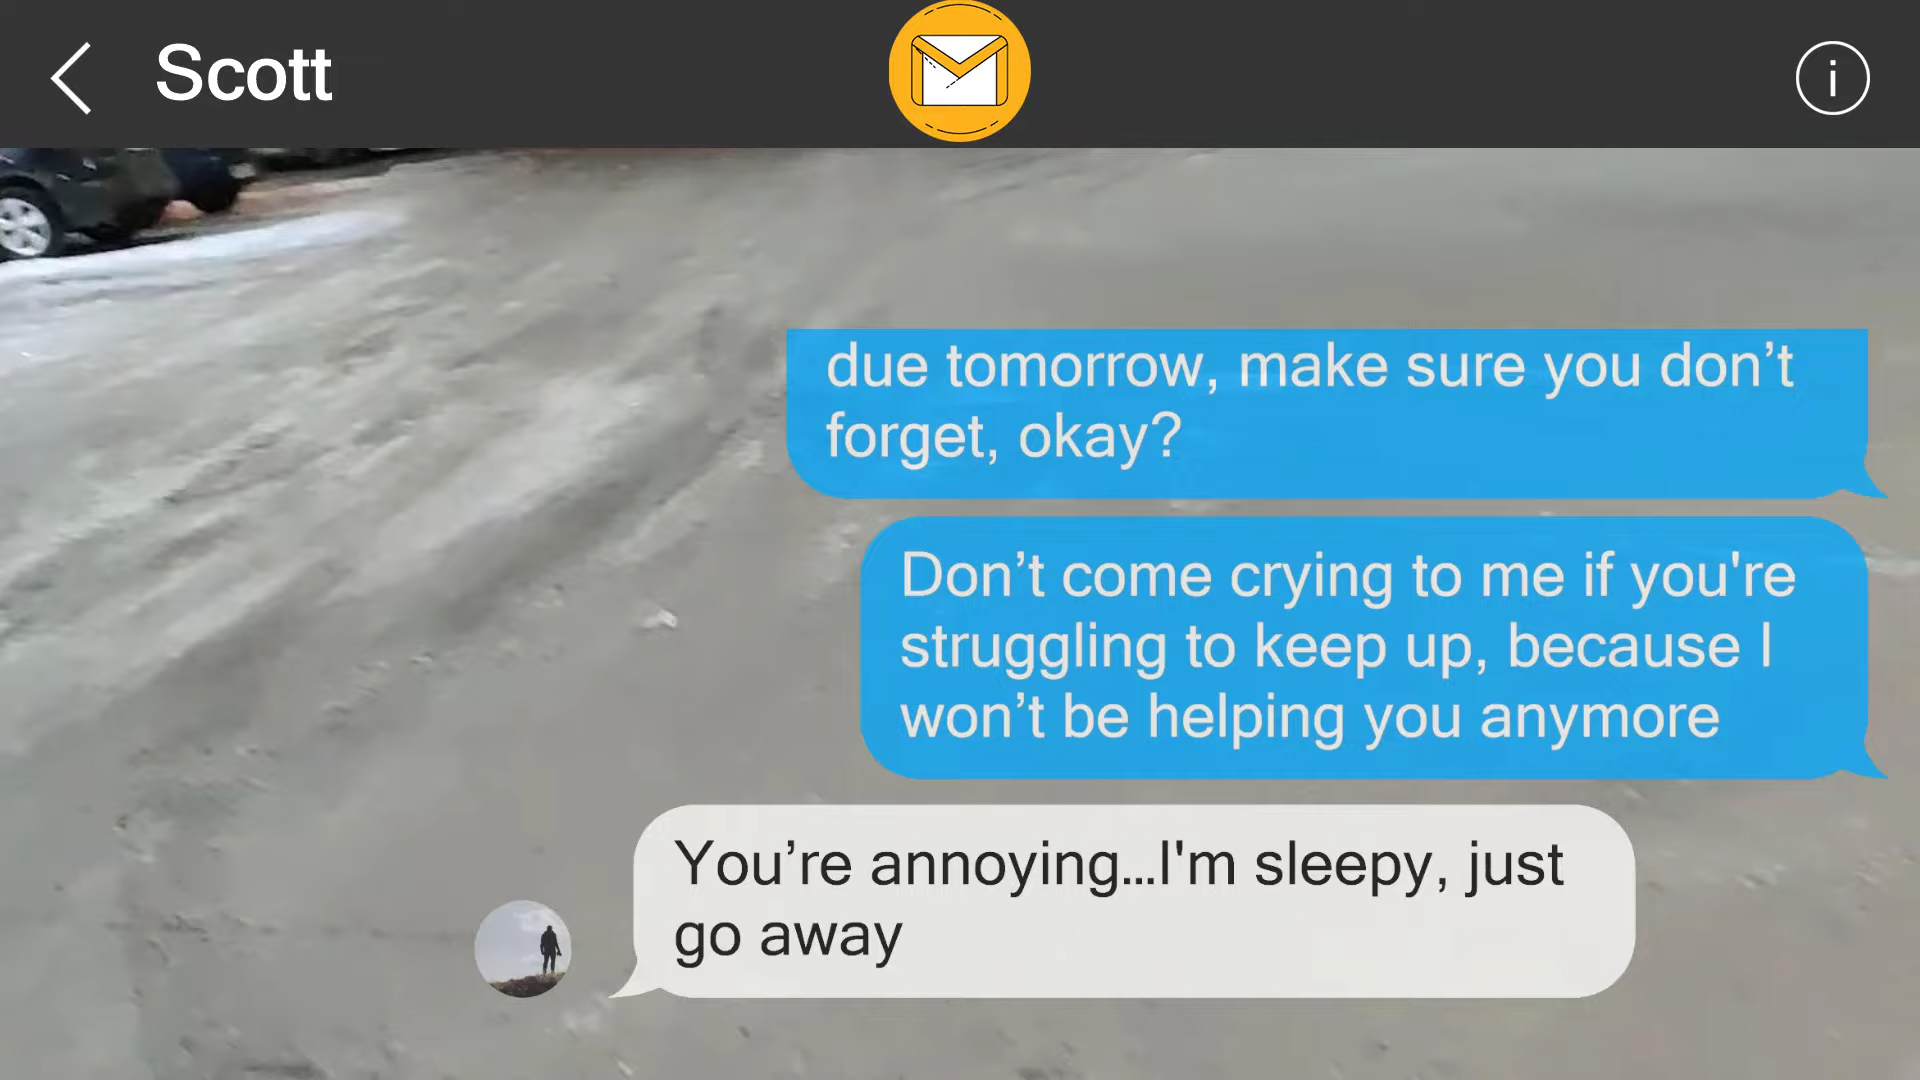 Scott
i
due tomorrow, make sure you don’t
forget, okay?
Don’t come crying to me if you're
struggling to keep up, because I
won’t be helping you anymore
You’re annoying...I'm sleepy, just
go away